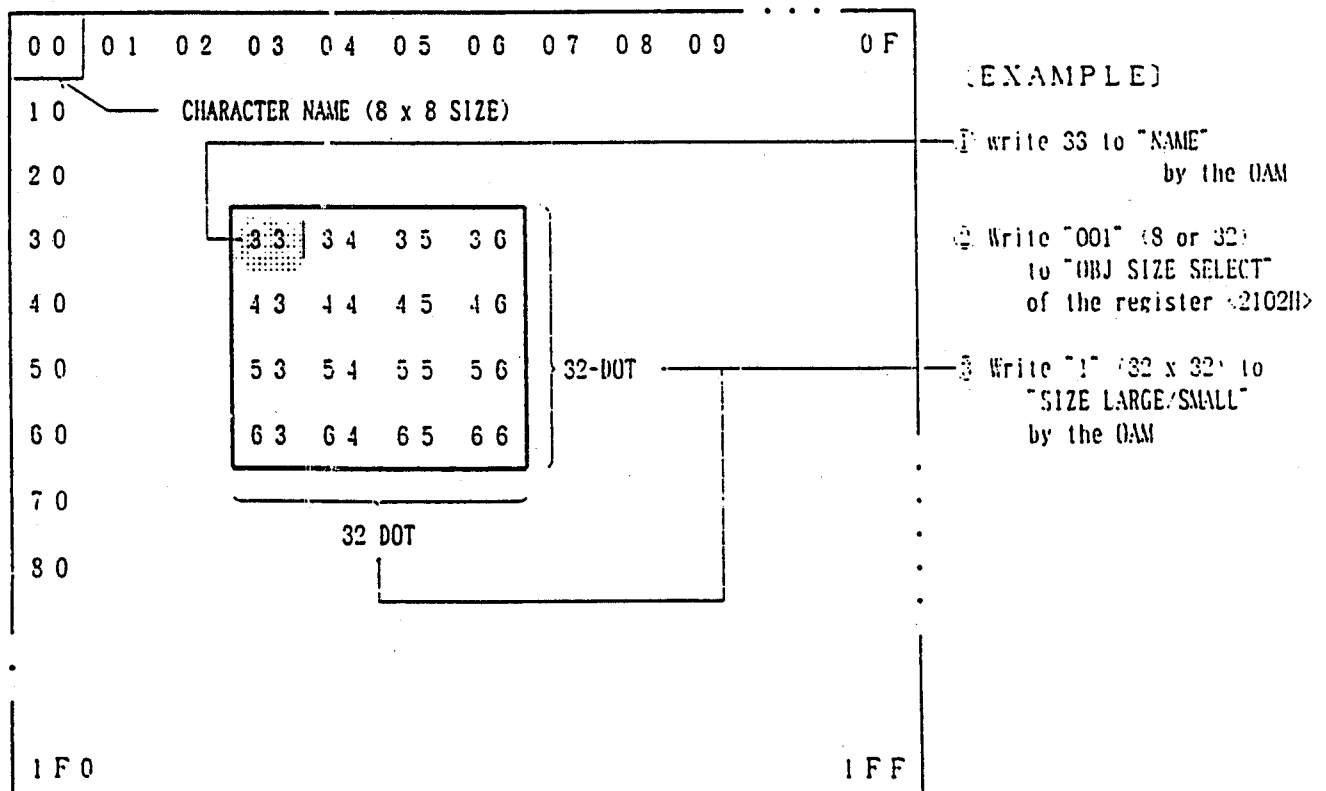 00 01 02 03 04 05 06 07 08 09 ... 0F
10
CHARACTER NAME (8 x 8 SIZE)
20
30 33 34 35 36
40 43 44 45 46
50 53 54 55 56
32-DOT
60 63 64 65 66
70
32 DOT
80
1F0 1FF
[EXAMPLE]
① write 33 to "NAME"
by the OAM
② Write "001" (8 or 32)
to "OBJ SIZE SELECT"
of the register <2102H>
③ Write "1" (32 x 32) to
"SIZE LARGE/SMALL"
by the OAM